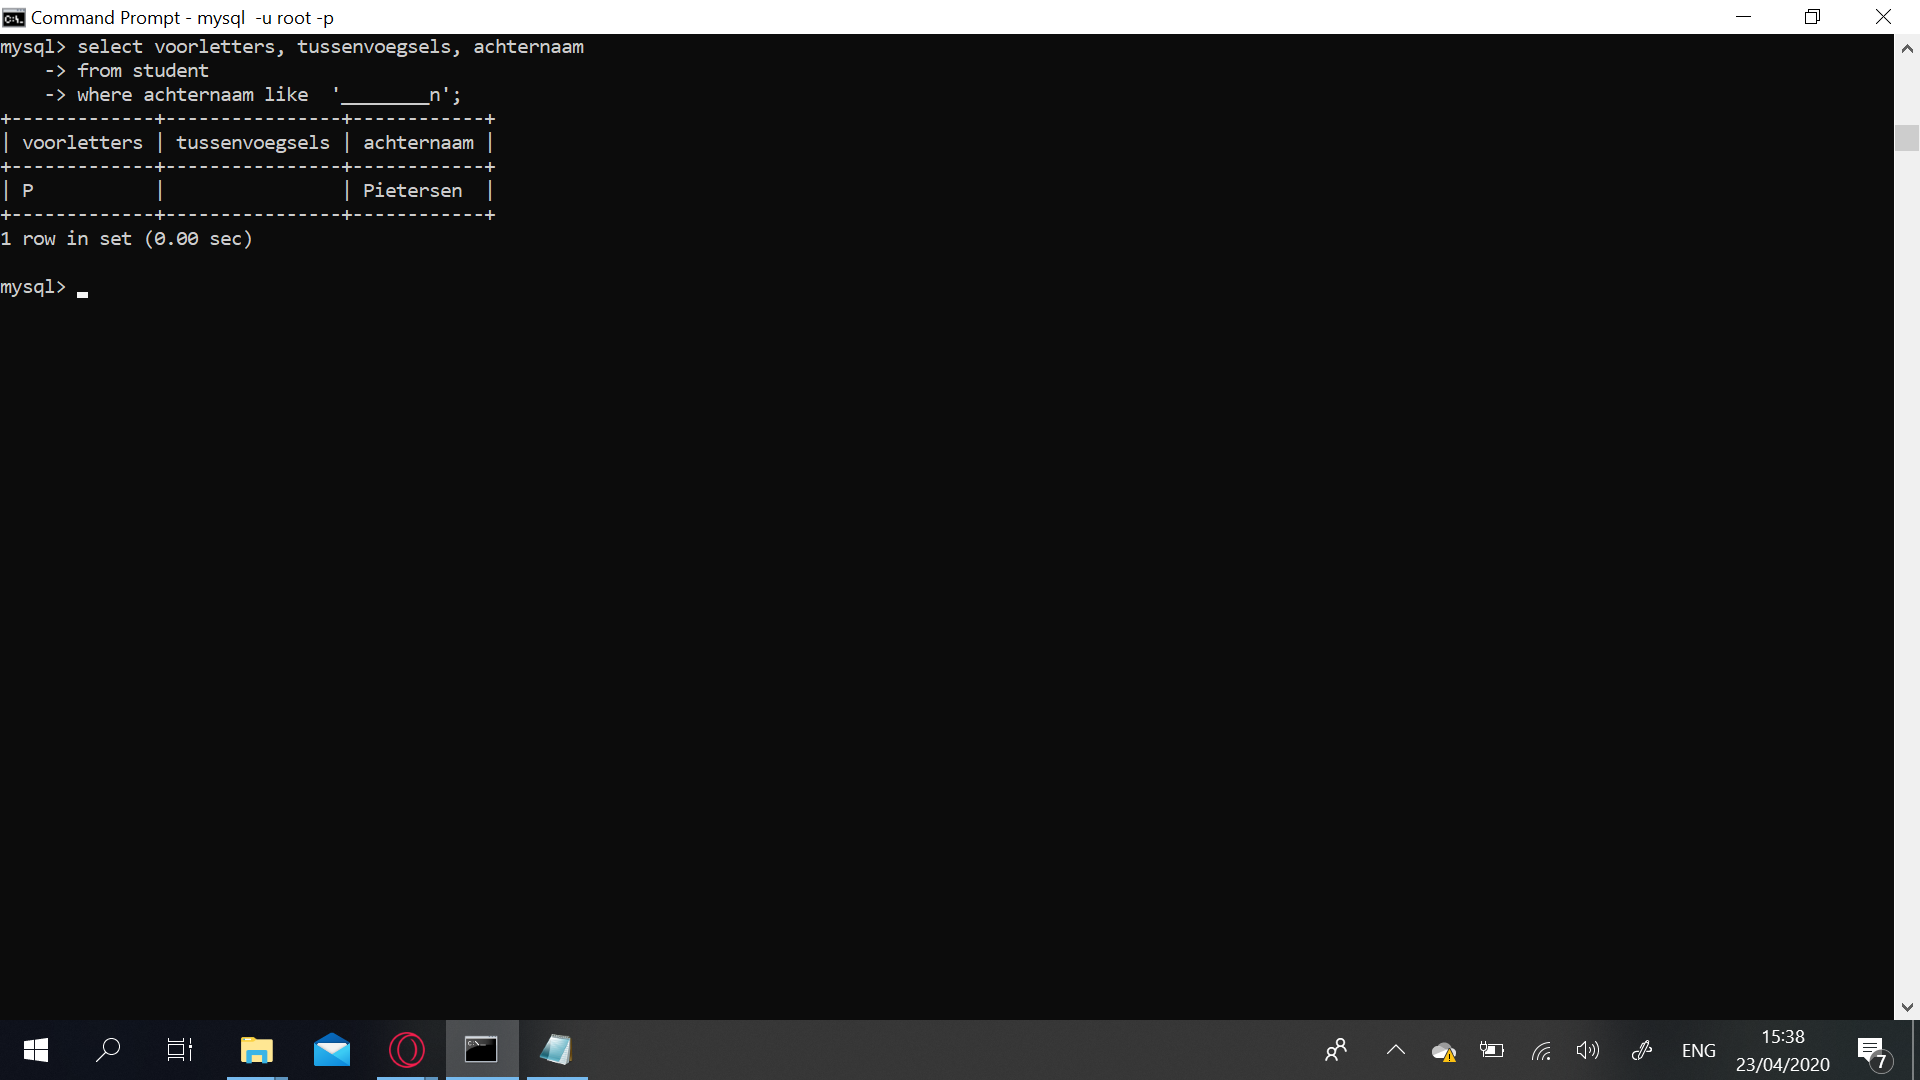 Command Prompt - mysql  -u root -p
mysql> select voorletters, tussenvoegsels, achternaam
    -> from student
    -> where achternaam like  '________n';
+-------------+----------------+------------+
| voorletters | tussenvoegsels | achternaam |
+-------------+----------------+------------+
| P           |                | Pietersen  |
+-------------+----------------+------------+
1 row in set (0.00 sec)
mysql>
ENG
15:38
23/04/2020
7